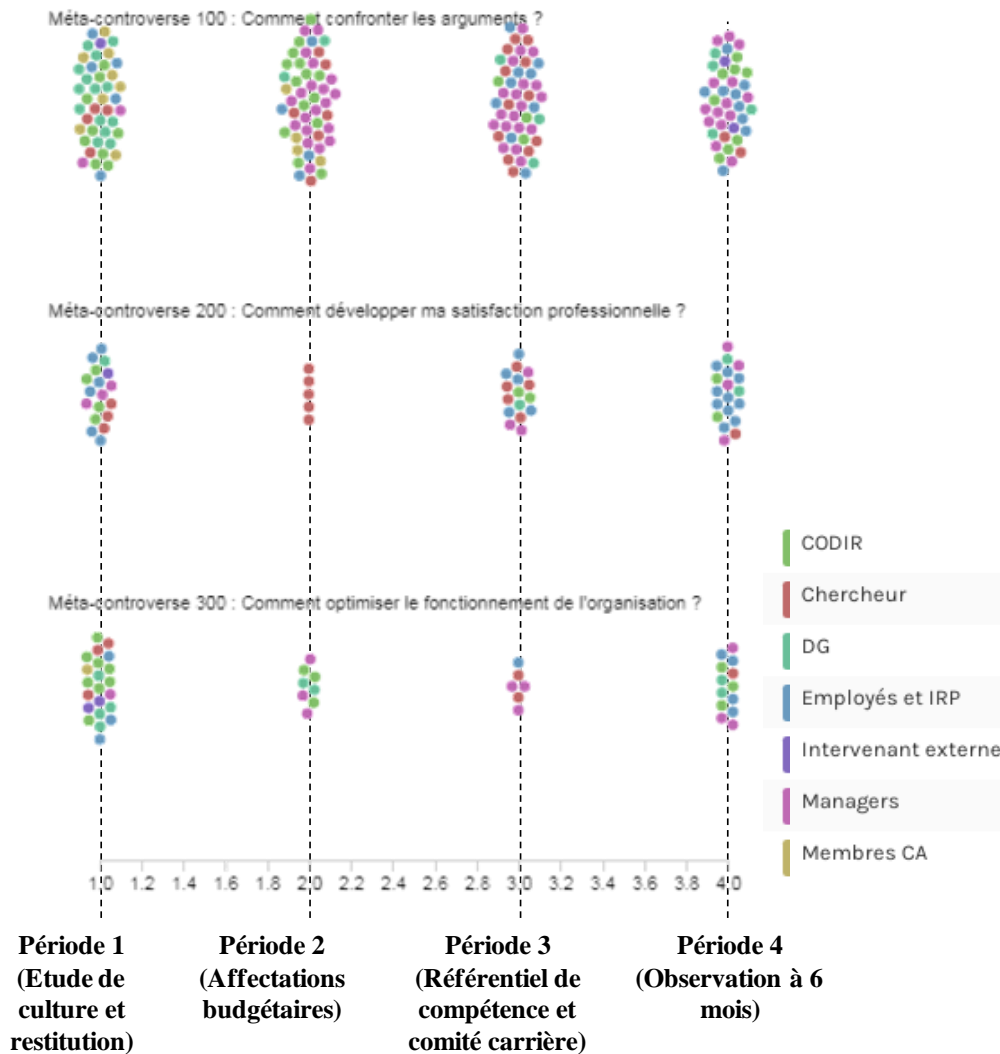 Méta-controverse 100 : Comment confronter les arguments ?
Méta-controverse 200 : Comment développer ma satisfaction professionnelle ?
Méta-controverse 300 : Comment optimiser le fonctionnement de l'organisation ?
CODIR
Chercheur
DG
Employés et IRP
Intervenant externe
Managers
Membres CA
1.0 1.2 1.4 1.6 1.8 2.0 2.2 2.4 2.6 2.8 3.0 3.2 3.4 3.6 3.8 4.0
Période 1
(Etude de
culture et
restitution)
Période 2
(Affectations
budgétaires)
Période 3
(Référentiel de
compétence et
comité carrière)
Période 4
(Observation à 6
mois)